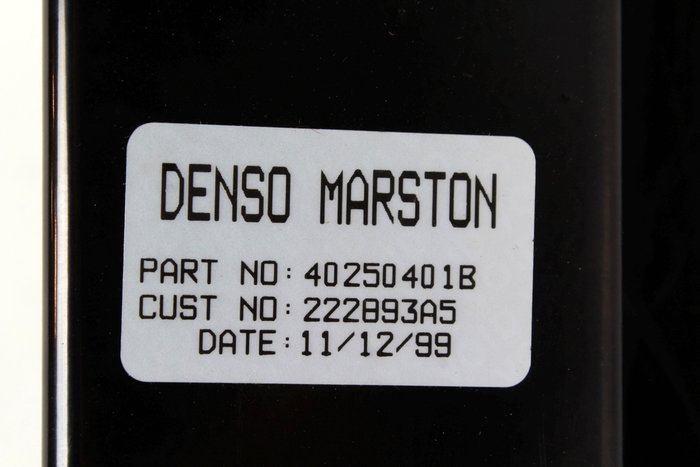 DENSO MARSTON
PART NO: 40250401B
CUST NO: 222893A5
DATE: 11/12/99